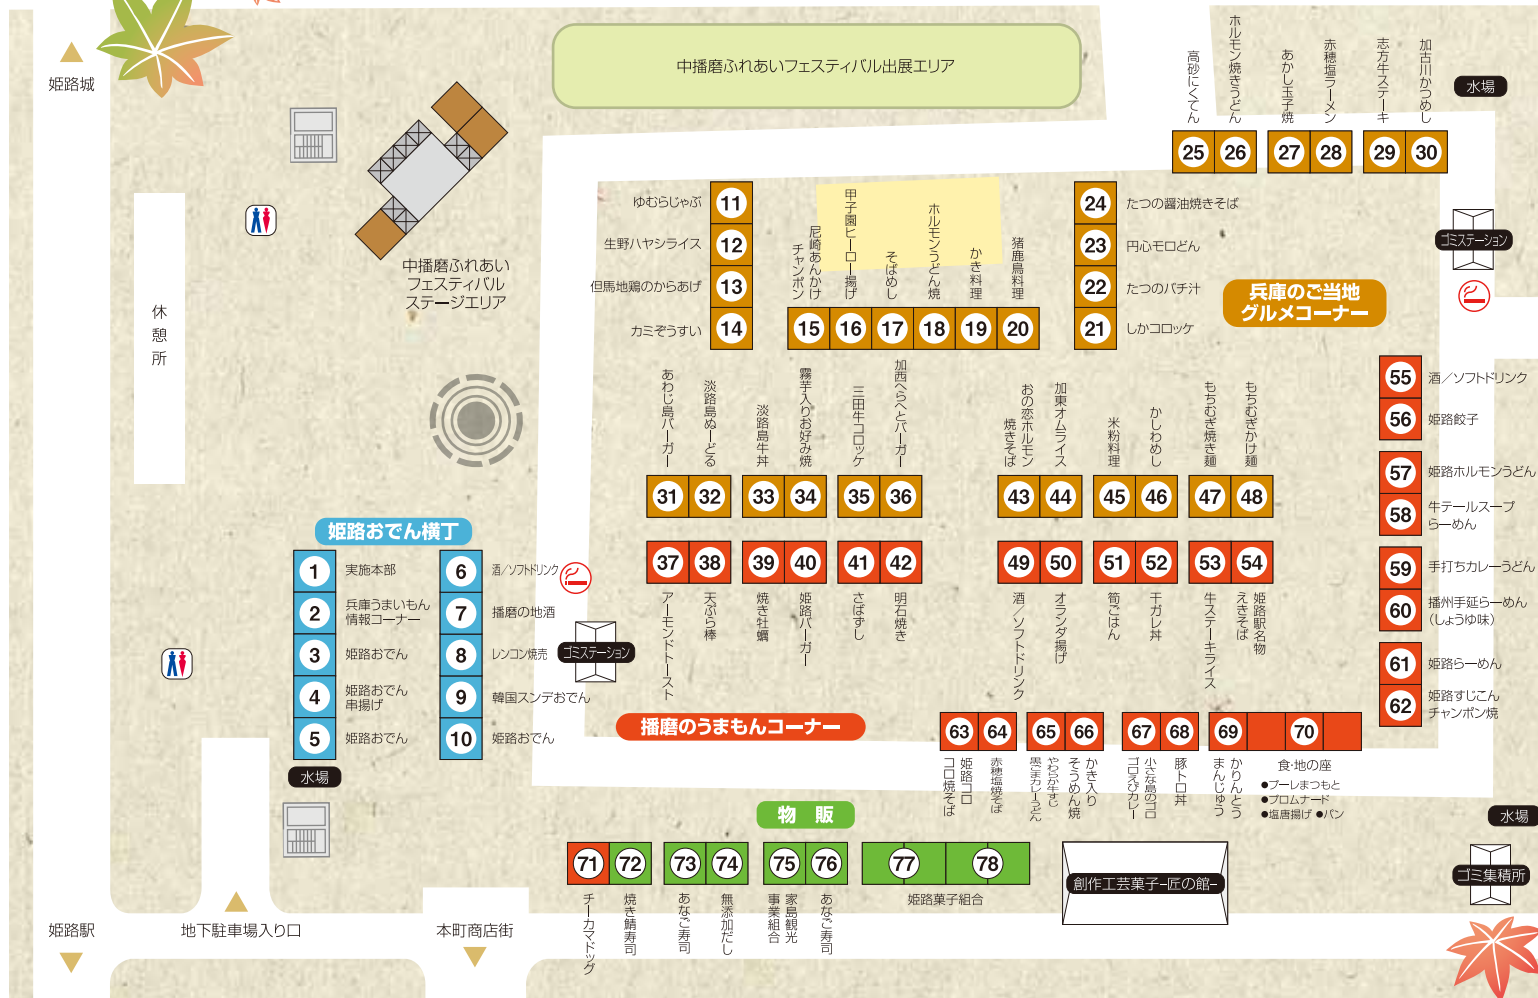 姫路城
中播磨ふれあいフェスティバル出展エリア
中播磨ふれあい
フェスティバル
ステージエリア
休憩所
高砂にくてん
ホルモン焼きうどん
あかし玉子焼
赤穂塩ラーメン
志方牛ステーキ
加古川かつめし
水場
25
26
27
28
29
30
ゴミステーション
兵庫のご当地
グルメコーナー
ゆむらじゃぶ
11
生野ハヤシライス
12
但馬地鶏のからあげ
13
カミぞうすい
14
尼崎あんかけ
チャンポン
甲子園ヒーロー揚げ
そばめし
ホルモンうどん焼
かき料理
猪鹿鳥料理
15
16
17
18
19
20
24
たつの醤油焼きそば
23
円心モロどん
22
たつのバチ汁
21
しかコロッケ
あわじ島バーガー
淡路島ぬーどる
淡路島牛丼
霧芋入りお好み焼
三田牛コロッケ
加西へらへとバーガー
31
32
33
34
35
36
おの恋ホルモン
焼きそば
加東オムライス
米粉料理
かしわめし
もちむぎ焼き麺
もちむぎかけ麺
43
44
45
46
47
48
37
38
39
40
41
42
アーモンドトースト
天ぷら棒
焼き牡蠣
姫路バーガー
さばずし
明石焼き
49
50
51
52
53
54
酒／ソフトドリンク
オランダ揚げ
筍ごはん
干ガレ丼
牛ステーキライス
姫路駅名物
えきそば
55
酒／ソフトドリンク
56
姫路餃子
57
姫路ホルモンうどん
58
牛テールスープ
らーめん
59
手打ちカレーうどん
60
播州手延らーめん
（しょうゆ味）
61
姫路らーめん
62
姫路すじこん
チャンポン焼
姫路おでん横丁
1
実施本部
2
兵庫うまいもん
情報コーナー
3
姫路おでん
4
姫路おでん
串揚げ
5
姫路おでん
6
酒／ソフトドリンク
7
播磨の地酒
8
レンコン焼売
9
韓国スンデおでん
10
姫路おでん
水場
ゴミステーション
播磨のうまもんコーナー
63
64
65
66
67
68
69
70
姫路コロ
コロ焼そば
赤穂塩焼そば
やわらか牛すじ
黒ごまカレーうどん
かき入り
そうめん焼
小さな島のゴロ
ゴロえびカレー
豚トロ丼
かりんとう
まんじゅう
食・地の座
●プーレまつもと
●プロムナード
●塩唐揚げ ●パン
水場
物 販
71
72
73
74
75
76
77
78
チーカマドッグ
焼き鯖寿司
あなご寿司
無添加だし
家島観光
事業組合
あなご寿司
姫路菓子組合
創作工芸菓子-匠の館-
ゴミ集積所
姫路駅
地下駐車場入り口
本町商店街